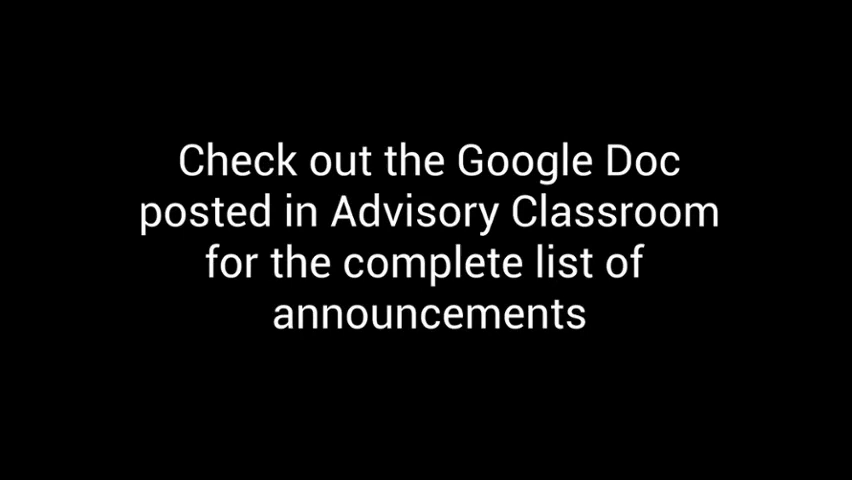 Check out the Google Doc
posted in Advisory Classroom
for the complete list of
announcements